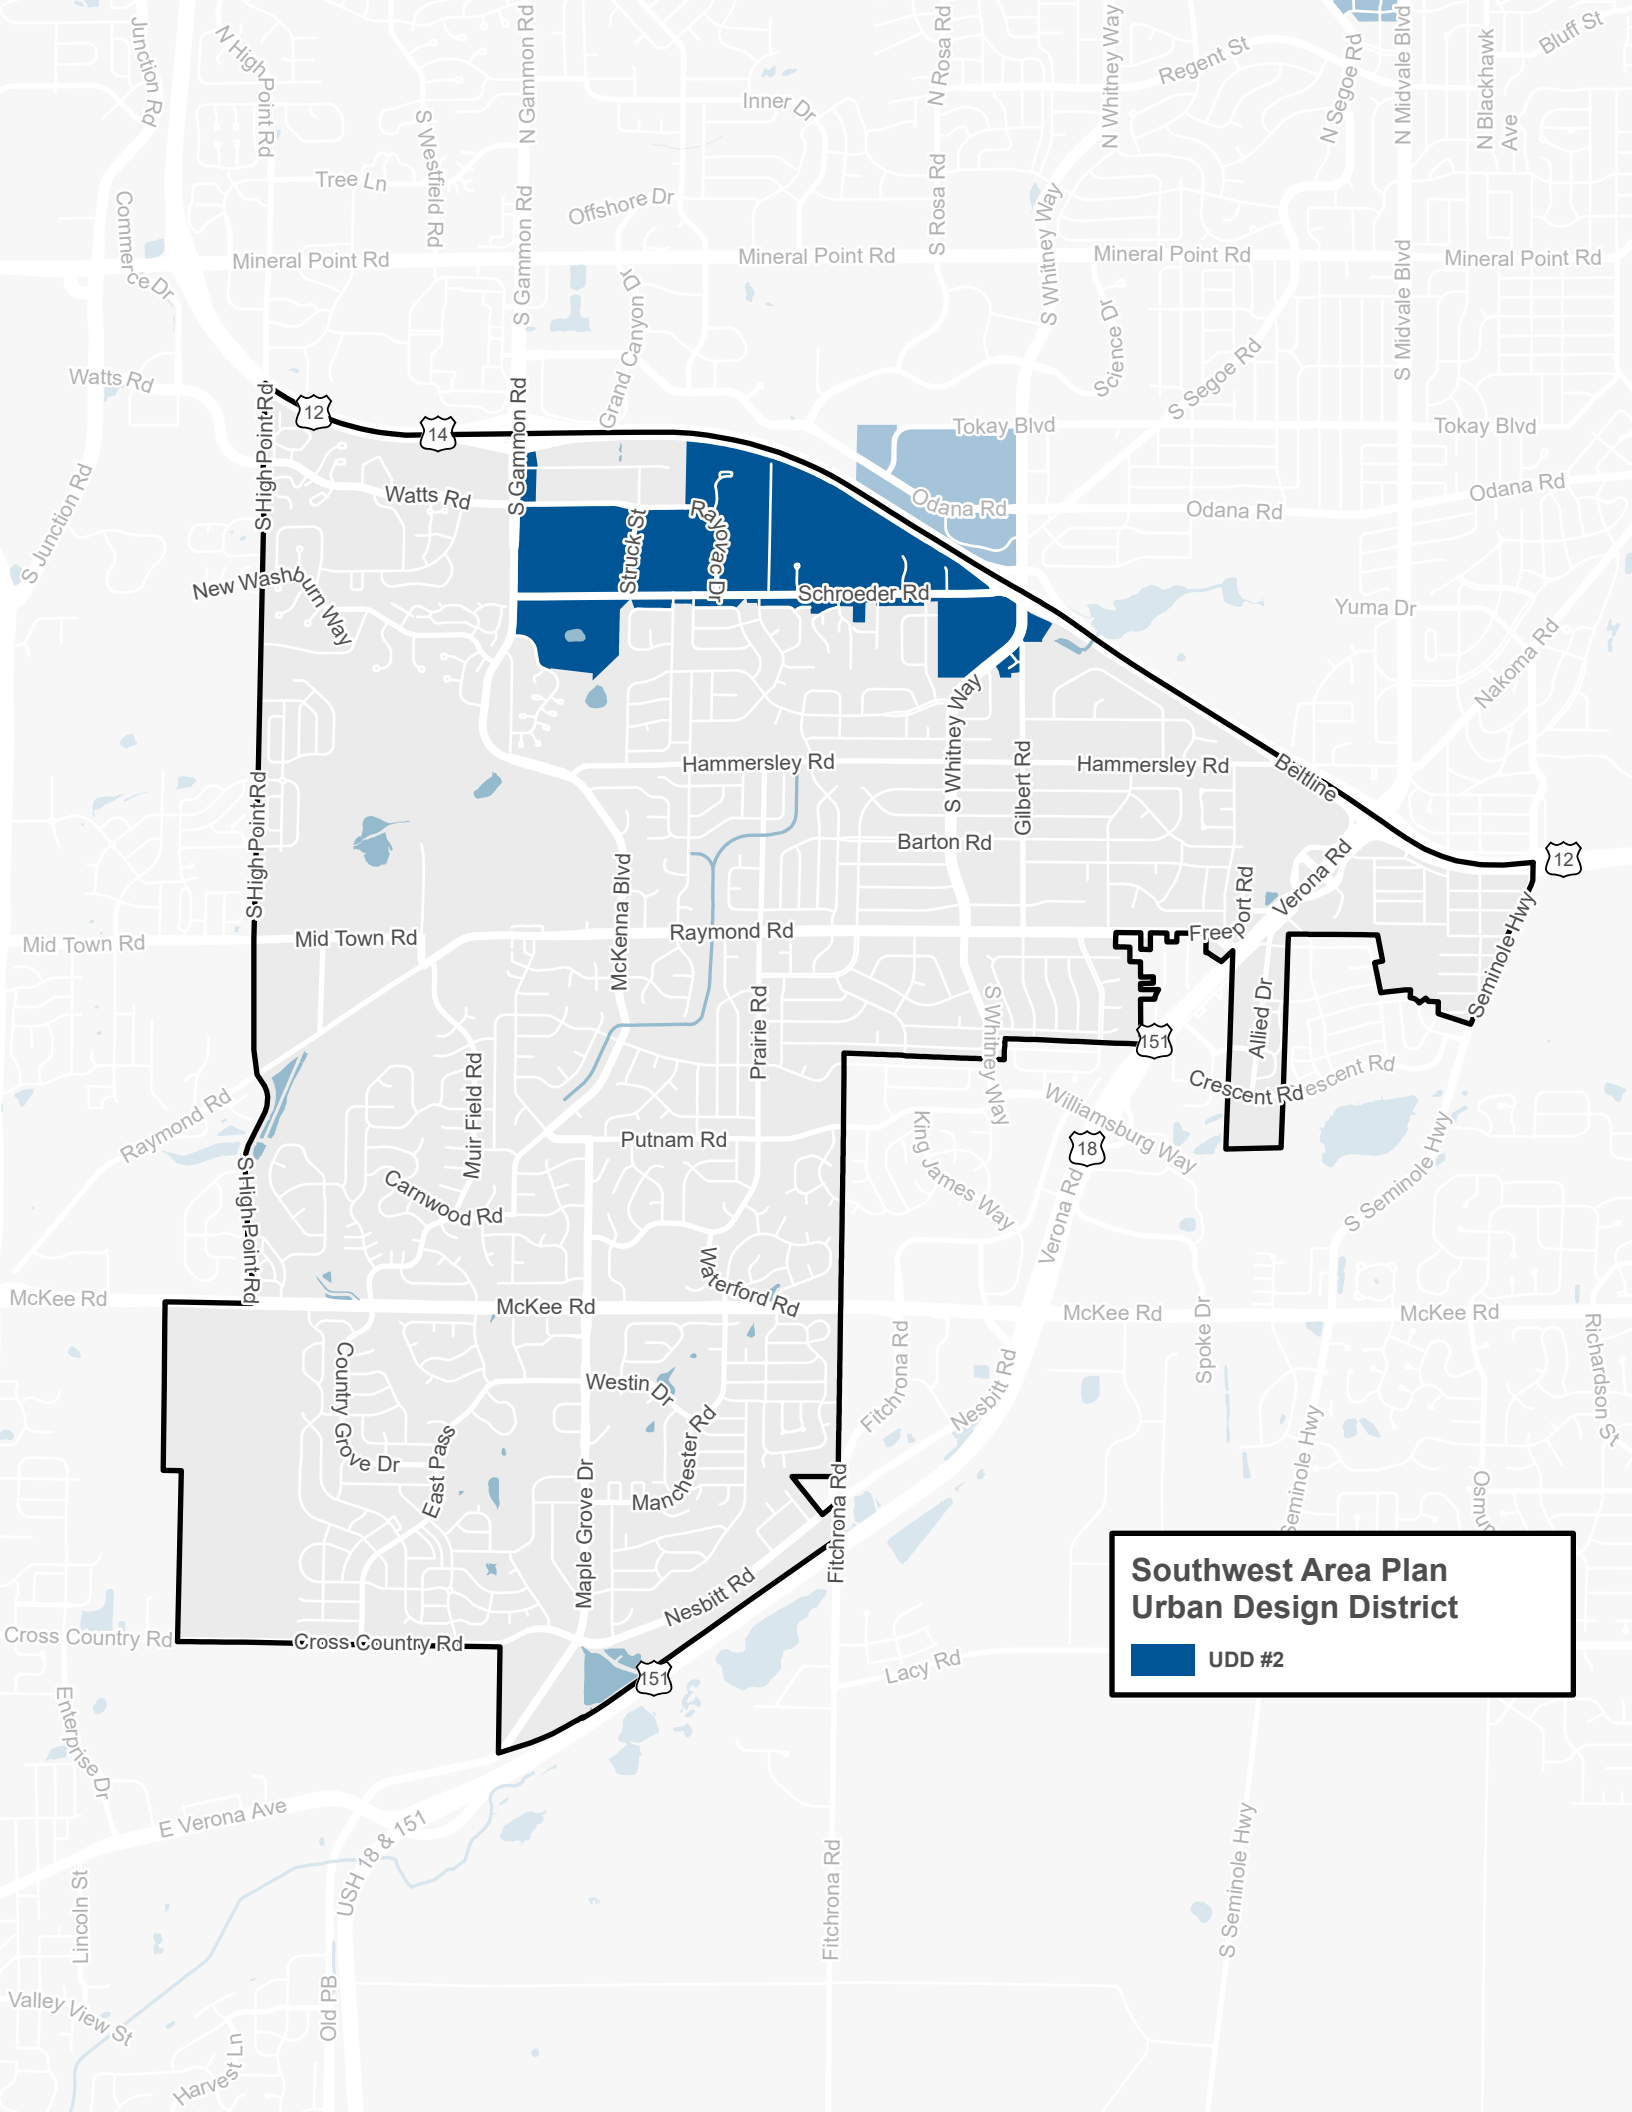 Junction Rd
N High Point Rd
S Westfield Rd
N Gammon Rd
Inner Dr
N Rosa Rd
N Whitney Way
Regent St
N Segoe Rd
N Midvale Blvd
N Blackhawk
Ave
Bluff St
Tree Ln
Commerce Dr
S Gammon Rd
Offshore Dr
S Rosa Rd
S Whitney Way
Mineral Point Rd
Mineral Point Rd
Mineral Point Rd
Mineral Point Rd
Grand Canyon Dr
Science Dr
S Segoe Rd
S Midvale Blvd
Watts Rd
S High Point Rd
12
14
S Gammon Rd
Tokay Blvd
Tokay Blvd
S Junction Rd
Watts Rd
Struck St
Rayovac Dr
Odana Rd
Odana Rd
Odana Rd
New Washburn Way
Schroeder Rd
Yuma Dr
Nakoma Rd
S Whitney Way
Hammersley Rd
Gilbert Rd
Hammersley Rd
Beltline
S High Point Rd
Barton Rd
McKenna Blvd
Verona Rd
12
Freeport Rd
Mid Town Rd
Mid Town Rd
Raymond Rd
Seminole Hwy
S Whitney Way
Prairie Rd
Allied Dr
151
Muir Field Rd
Crescent Rd
Crescent Rd
Raymond Rd
Putnam Rd
King James Way
Williamsburg Way
18
S Seminole Hwy
S High Point Rd
Carnwood Rd
Verona Rd
Waterford Rd
McKee Rd
McKee Rd
McKee Rd
McKee Rd
Country Grove Dr
East Pass
Westin Dr
Manchester Rd
Maple Grove Dr
Fitchrona Rd
Nesbitt Rd
Spoke Dr
Richardson St
Seminole Hwy
Fitchrona Rd
Nesbitt Rd
Southwest Area Plan
Urban Design District
UDD #2
Cross Country Rd
Cross Country Rd
151
Lacy Rd
Enterprise Dr
E Verona Ave
USH 18 & 151
Lincoln St
Fitchrona Rd
S Seminole Hwy
Old PB
Valley View St
Harvest Ln